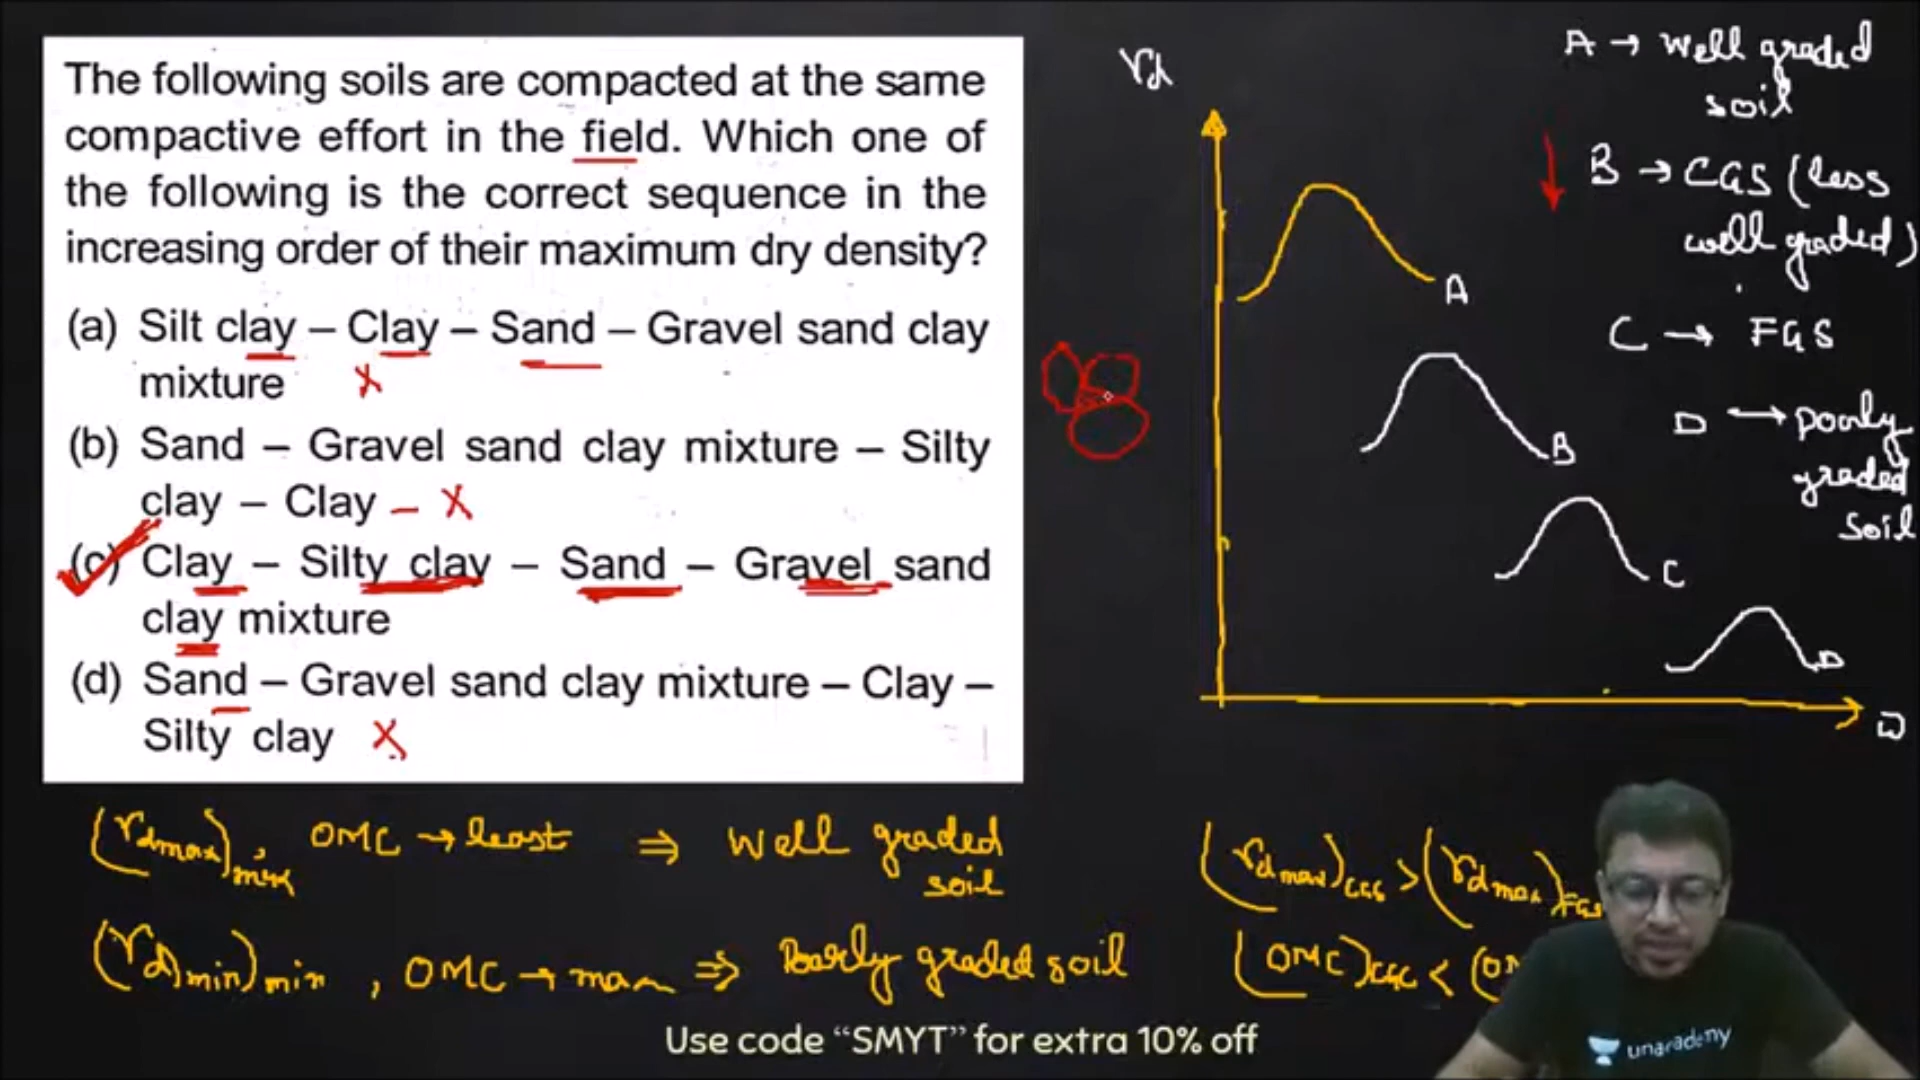 The following soils are compacted at the same
compactive effort in the field. Which one of
the following is the correct sequence in the
increasing order of their maximum dry density?
(a) Silt clay – Clay – Sand – Gravel sand clay
mixture x
(b) Sand – Gravel sand clay mixture – Silty
clay – Clay – x
(c) Clay – Silty clay – Sand – Gravel sand
clay mixture
(d) Sand – Gravel sand clay mixture – Clay –
Silty clay x
γd
A
B
C
D
ω
A → Well graded
soil
B → CGS (less
well graded)
C → FGS
D → Poorly
graded
soil
(γdmax), OMC → least ⇒ Well graded
soil
(γd)min)min, OMC → max ⇒ Poorly graded soil
(γdmax)CGS > (γdmax)FGS
(OMC)CGS < (OM
Use code “SMYT” for extra 10% off
unacademy